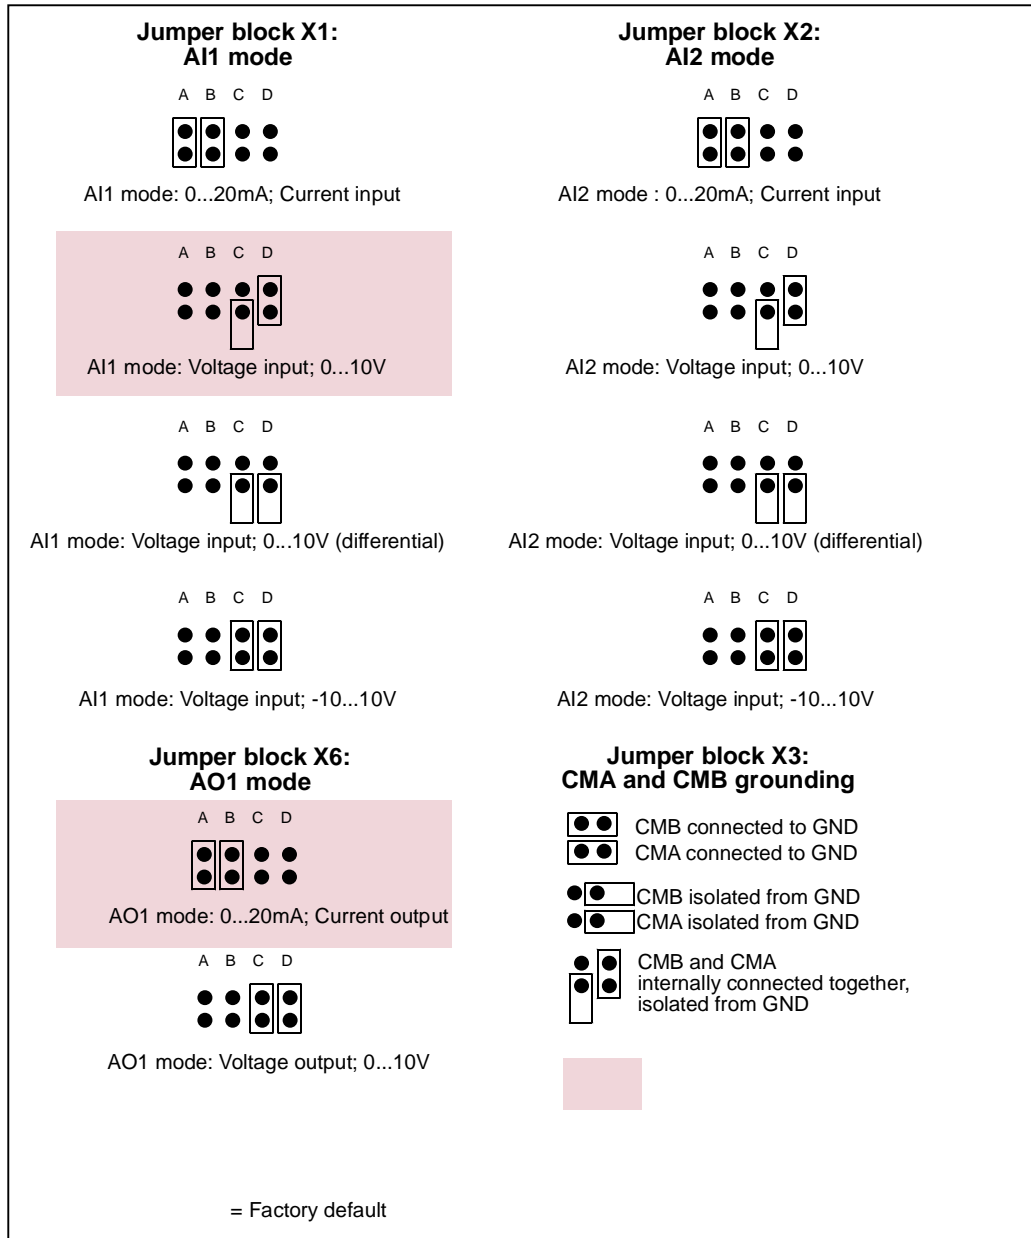 Jumper block X1:
AI1 mode
A B C D
AI1 mode: 0...20mA; Current input
A B C D
AI1 mode: Voltage input; 0...10V
A B C D
AI1 mode: Voltage input; 0...10V (differential)
A B C D
AI1 mode: Voltage input; -10...10V
Jumper block X2:
AI2 mode
A B C D
AI2 mode : 0...20mA; Current input
A B C D
AI2 mode: Voltage input; 0...10V
A B C D
AI2 mode: Voltage input; 0...10V (differential)
A B C D
AI2 mode: Voltage input; -10...10V
Jumper block X6:
AO1 mode
A B C D
AO1 mode: 0...20mA; Current output
A B C D
AO1 mode: Voltage output; 0...10V
Jumper block X3:
CMA and CMB grounding
CMB connected to GND
CMA connected to GND
CMB isolated from GND
CMA isolated from GND
CMB and CMA
internally connected together,
isolated from GND
= Factory default